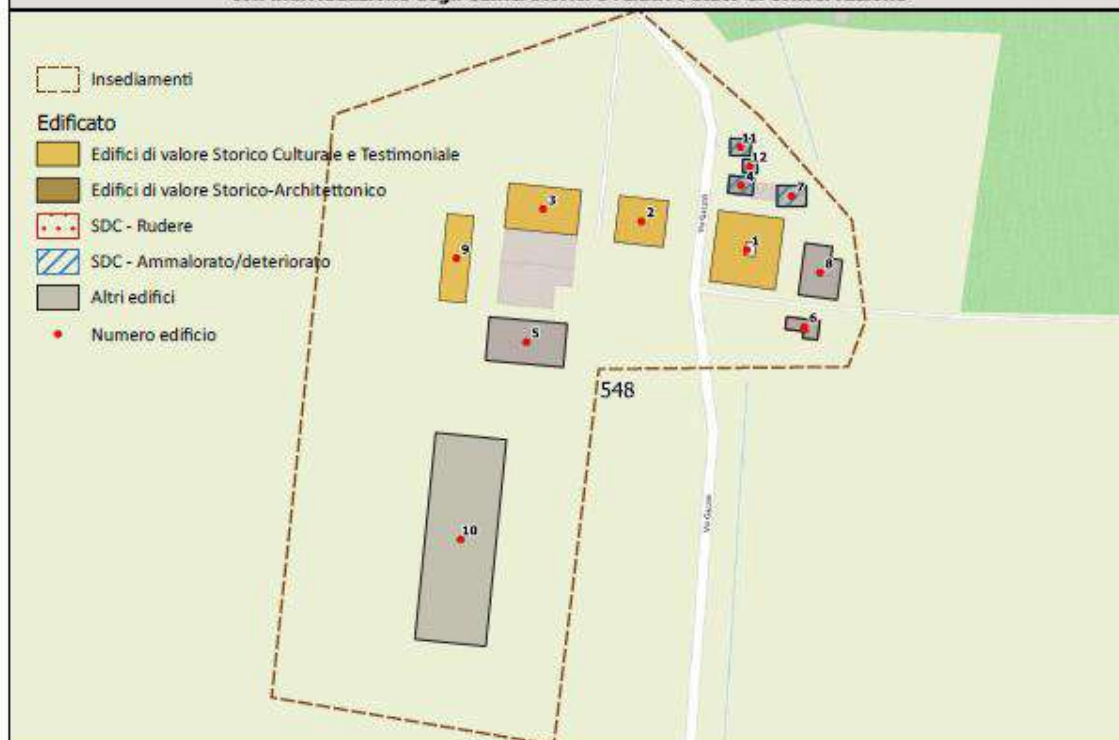 Insediamenti
Edificato
Edifici di valore Storico Culturale e Testimoniale
Edifici di valore Storico-Architettonico
SDC - Rudere
SDC - Ammalorato/deteriorato
Altri edifici
Numero edificio
11
12
4
7
3
2
9
1
8
6
5
548
10